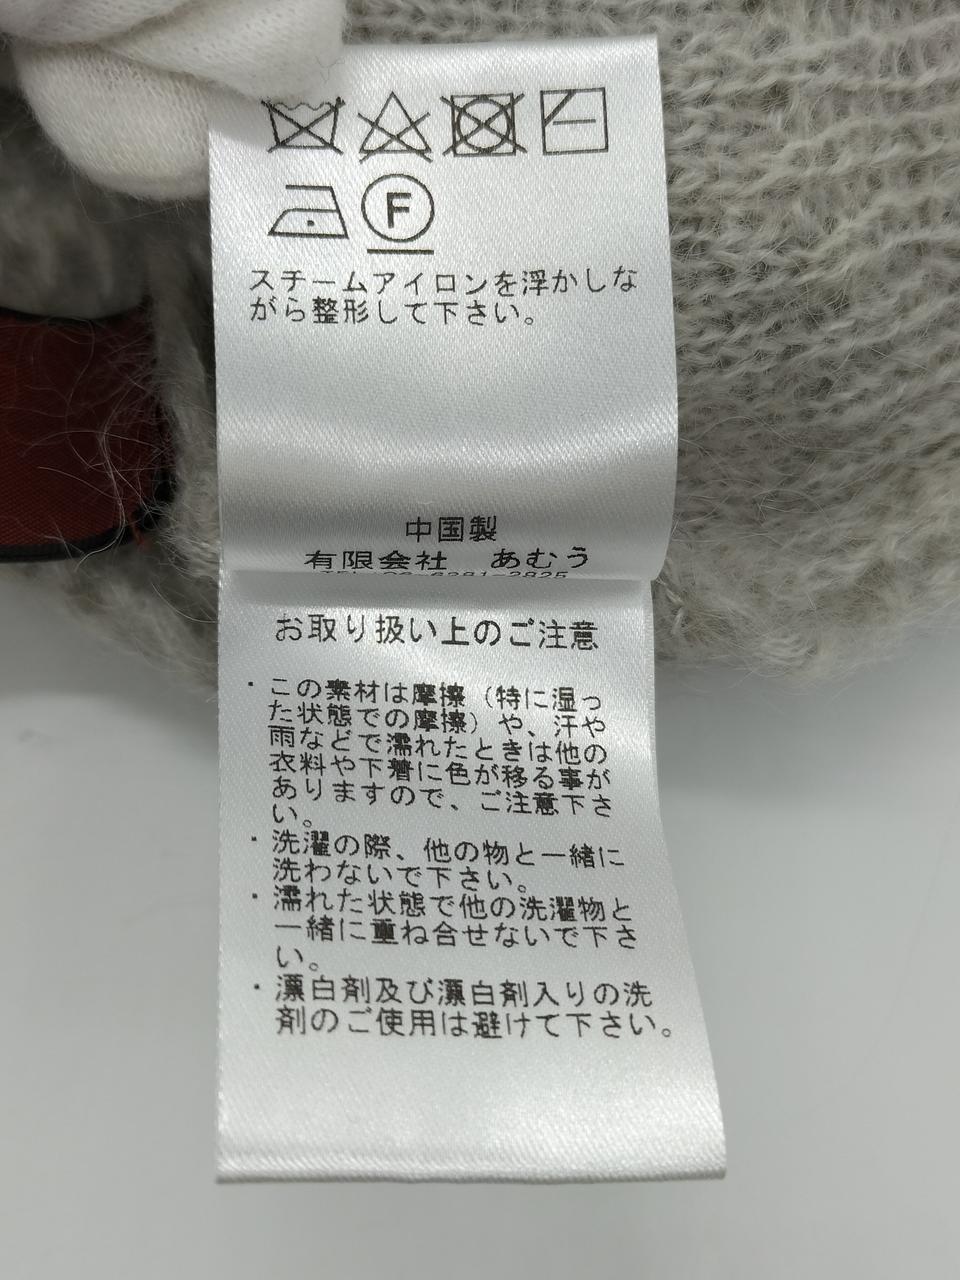 F
スチームアイロンを浮かしな
がら整形して下さい。
中国製
有限会社 あむう
TEL 06-6281-2825
お取り扱い上のご注意
・この素材は摩擦(特に湿っ
た状態での摩擦)や、汗や
雨などで濡れたときは他の
衣料や下着に色が移る事が
ありますので、ご注意下さ
い。
・洗濯の際、他の物と一緒に
洗わないで下さい。
・濡れた状態で他の洗濯物と
一緒に重ね合せないで下さ
い。
・漂白剤及び漂白剤入りの洗
剤のご使用は避けて下さい。